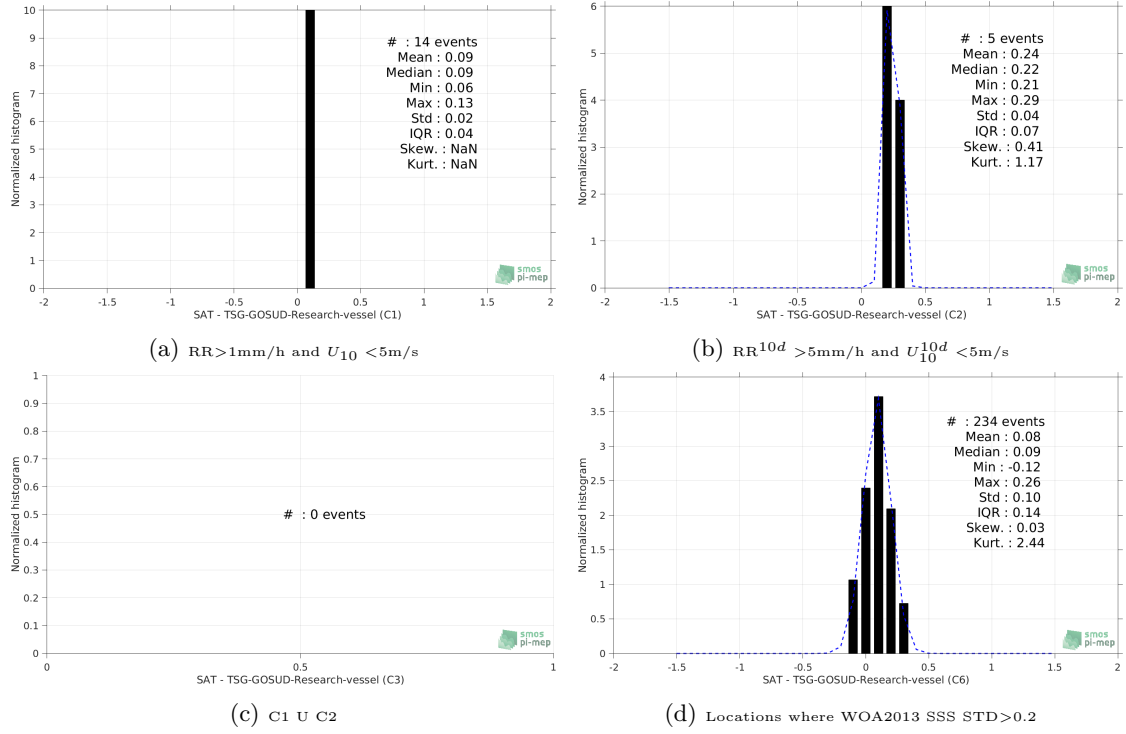 10
9
8
7
6
5
4
3
2
1
0
Normalized histogram
# : 14 events
Mean : 0.09
Median : 0.09
Min : 0.06
Max : 0.13
Std : 0.02
IQR : 0.04
Skew. : NaN
Kurt. : NaN
smos
pi-mep
-2 -1.5 -1 -0.5 0 0.5 1 1.5 2
SAT - TSG-GOSUD-Research-vessel (C1)
(a) RR>1mm/h and U10 <5m/s
6
5
4
3
2
1
0
Normalized histogram
# : 5 events
Mean : 0.24
Median : 0.22
Min : 0.21
Max : 0.29
Std : 0.04
IQR : 0.07
Skew. : 0.41
Kurt. : 1.17
smos
pi-mep
-2 -1.5 -1 -0.5 0 0.5 1 1.5 2
SAT - TSG-GOSUD-Research-vessel (C2)
(b) RR^10d >5mm/h and U10^10d <5m/s
1
0.9
0.8
0.7
0.6
0.5
0.4
0.3
0.2
0.1
0
Normalized histogram
# : 0 events
smos
pi-mep
0 0.5 1
SAT - TSG-GOSUD-Research-vessel (C3)
(c) C1 U C2
4
3.5
3
2.5
2
1.5
1
0.5
0
Normalized histogram
# : 234 events
Mean : 0.08
Median : 0.09
Min : -0.12
Max : 0.26
Std : 0.10
IQR : 0.14
Skew. : 0.03
Kurt. : 2.44
smos
pi-mep
-2 -1.5 -1 -0.5 0 0.5 1 1.5 2
SAT - TSG-GOSUD-Research-vessel (C6)
(d) Locations where WOA2013 SSS STD>0.2